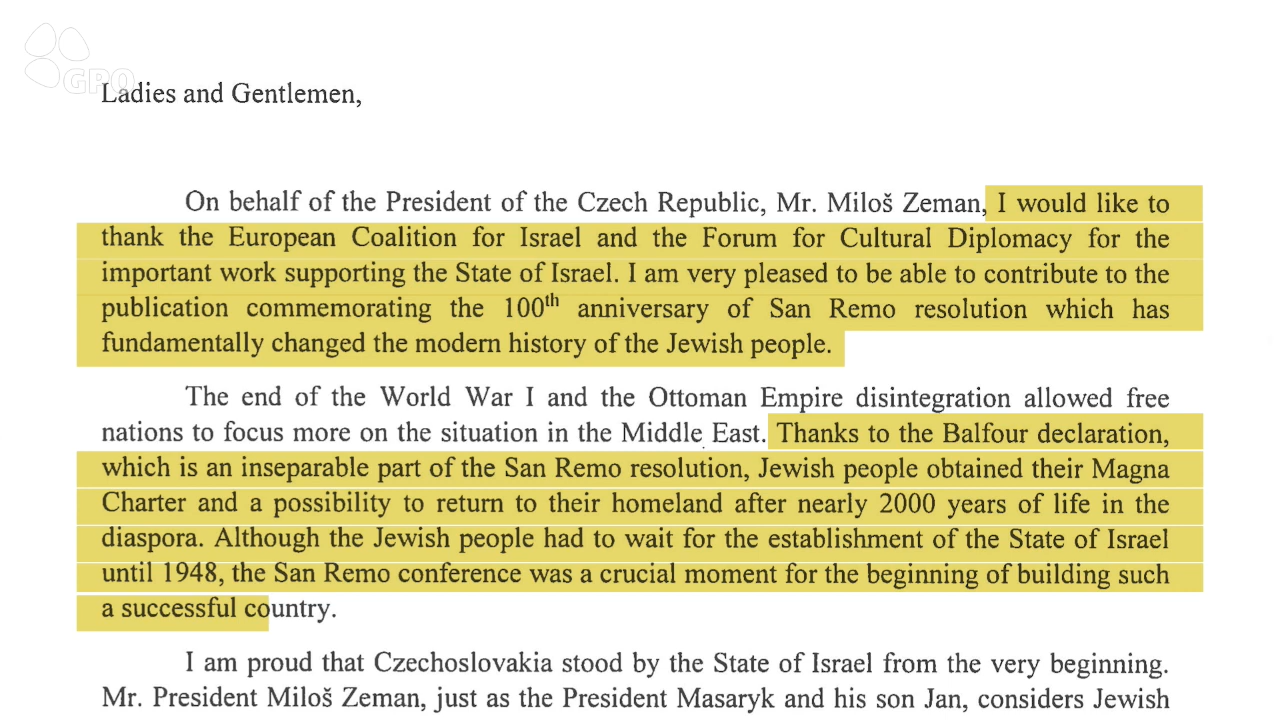 GPO
Ladies and Gentlemen,
On behalf of the President of the Czech Republic, Mr. Miloš Zeman, I would like to
thank the European Coalition for Israel and the Forum for Cultural Diplomacy for the
important work supporting the State of Israel. I am very pleased to be able to contribute to the
publication commemorating the 100th anniversary of San Remo resolution which has
fundamentally changed the modern history of the Jewish people.
The end of the World War I and the Ottoman Empire disintegration allowed free
nations to focus more on the situation in the Middle East. Thanks to the Balfour declaration,
which is an inseparable part of the San Remo resolution, Jewish people obtained their Magna
Charter and a possibility to return to their homeland after nearly 2000 years of life in the
diaspora. Although the Jewish people had to wait for the establishment of the State of Israel
until 1948, the San Remo conference was a crucial moment for the beginning of building such
a successful country.
I am proud that Czechoslovakia stood by the State of Israel from the very beginning.
Mr. President Miloš Zeman, just as the President Masaryk and his son Jan, considers Jewish